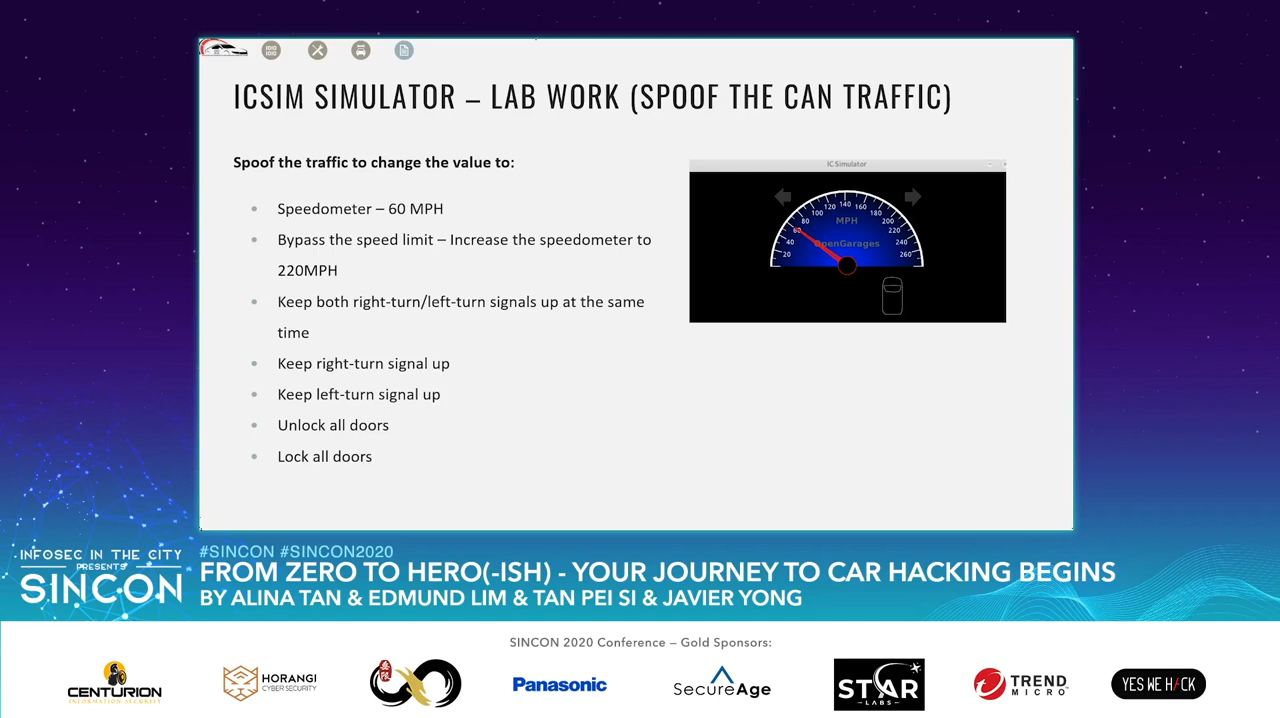 ICSIM SIMULATOR – LAB WORK (SPOOF THE CAN TRAFFIC)
Spoof the traffic to change the value to:
Speedometer – 60 MPH
Bypass the speed limit – Increase the speedometer to
220MPH
Keep both right-turn/left-turn signals up at the same
time
Keep right-turn signal up
Keep left-turn signal up
Unlock all doors
Lock all doors
IC Simulator
20
40
60
80
100
120
140
160
180
200
220
240
260
MPH
OpenGarages
INFOSEC IN THE CITY
PRESENTS
SINCON
#SINCON #SINCON2020
FROM ZERO TO HERO(-ISH) - YOUR JOURNEY TO CAR HACKING BEGINS
BY ALINA TAN & EDMUND LIM & TAN PEI SI & JAVIER YONG
SINCON 2020 Conference – Gold Sponsors:
CENTURION
INFORMATION SECURITY
HORANGI
CYBER SECURITY
Panasonic
SecureAge
STAR
LABS
TREND
MICRO
YES WE H/CK